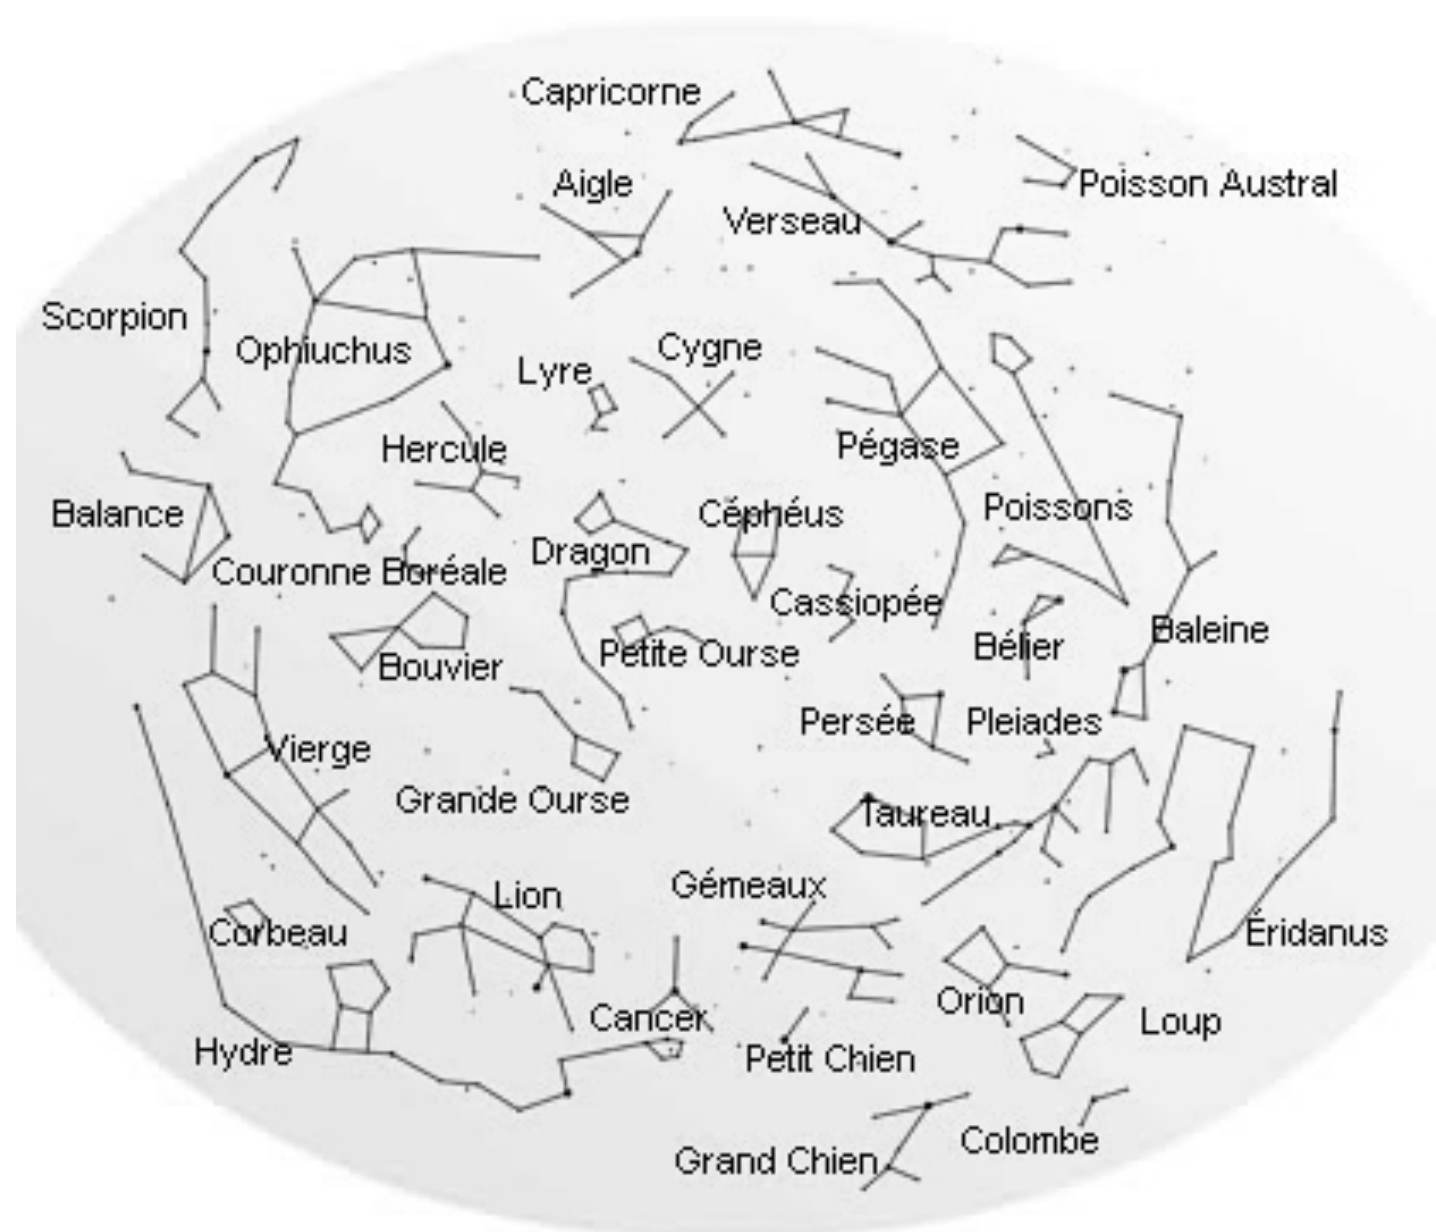 Capricorne
Aigle
Poisson Austral
Verseau
Scorpion
Ophiuchus
Cygne
Lyre
Hercule
Pégase
Balance
Cěphéus
Poissons
Dragon
Couronne Boréale
Cassiopée
Baleine
Bélier
Petite Ourse
Bouvier
Persée
Pleiades
Vierge
Grande Ourse
Taureau
Gémeaux
Lion
Corbeau
Éridanus
Orion
Cancer
Loup
Hydre
Petit Chien
Colombe
Grand Chien